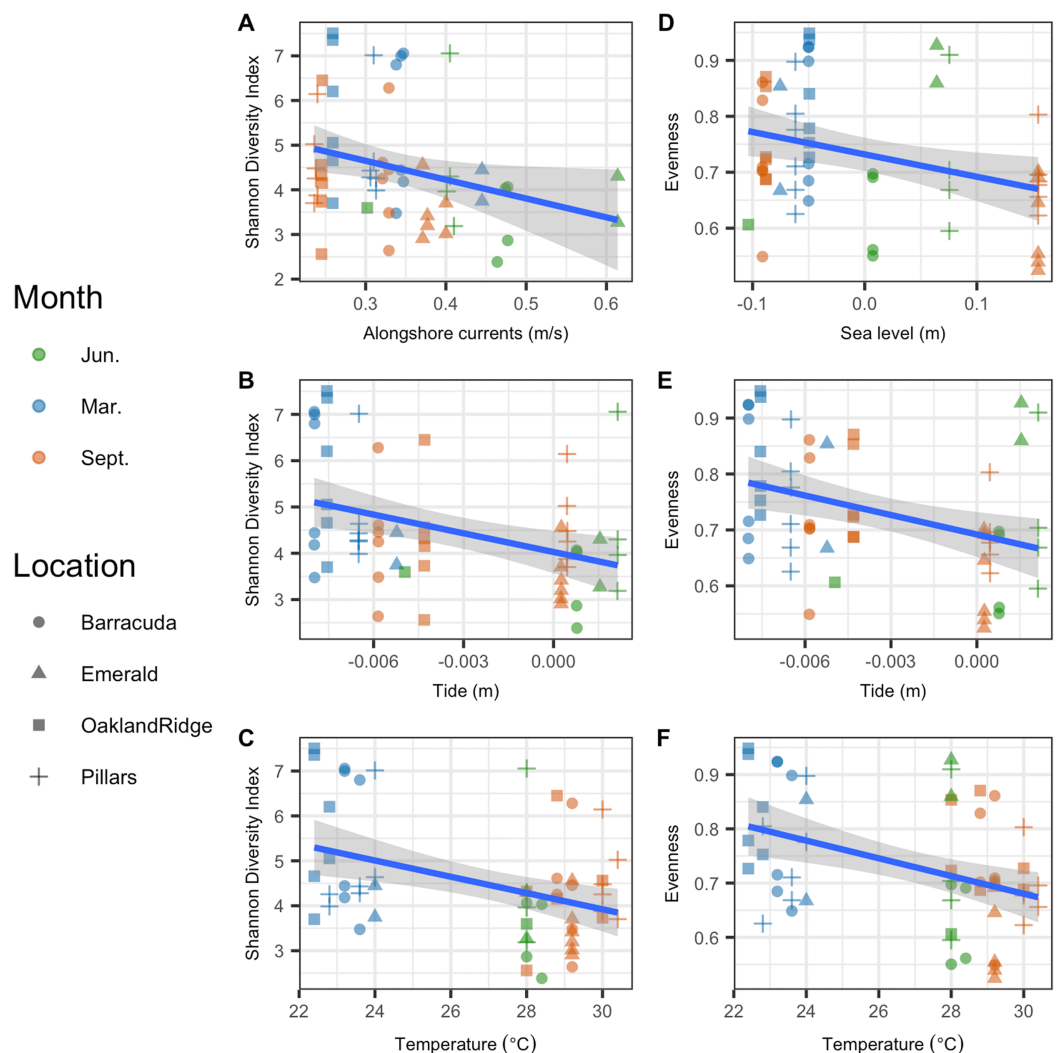 Month
Jun.
Mar.
Sept.
Location
Barracuda
Emerald
OaklandRidge
Pillars
A
Shannon Diversity Index
7
6
5
4
3
2
0.3 0.4 0.5 0.6
Alongshore currents (m/s)
D
Evenness
0.9
0.8
0.7
0.6
-0.1 0.0 0.1
Sea level (m)
B
Shannon Diversity Index
7
6
5
4
3
-0.006 -0.003 0.000
Tide (m)
E
Evenness
0.9
0.8
0.7
0.6
-0.006 -0.003 0.000
Tide (m)
C
Shannon Diversity Index
7
6
5
4
3
22 24 26 28 30
Temperature (°C)
F
Evenness
0.9
0.8
0.7
0.6
22 24 26 28 30
Temperature (°C)